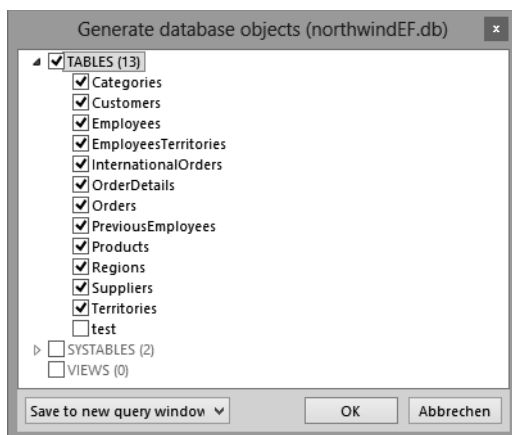 Generate database objects (northwindEF.db)
x
TABLES (13)
Categories
Customers
Employees
EmployeesTerritories
InternationalOrders
OrderDetails
Orders
PreviousEmployees
Products
Regions
Suppliers
Territories
test
SYSTABLES (2)
VIEWS (0)
Save to new query window OK Abbrechen